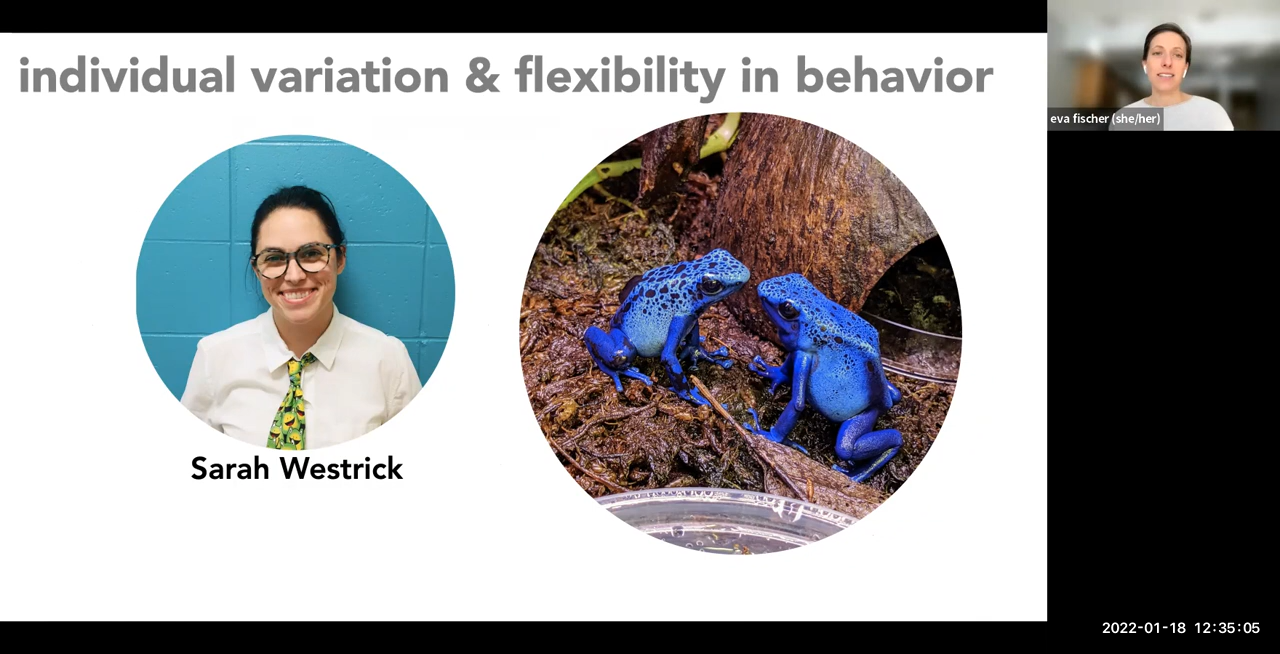 individual variation & flexibility in behavior
eva fischer (she/her)
Sarah Westrick
2022-01-18 12:35:05